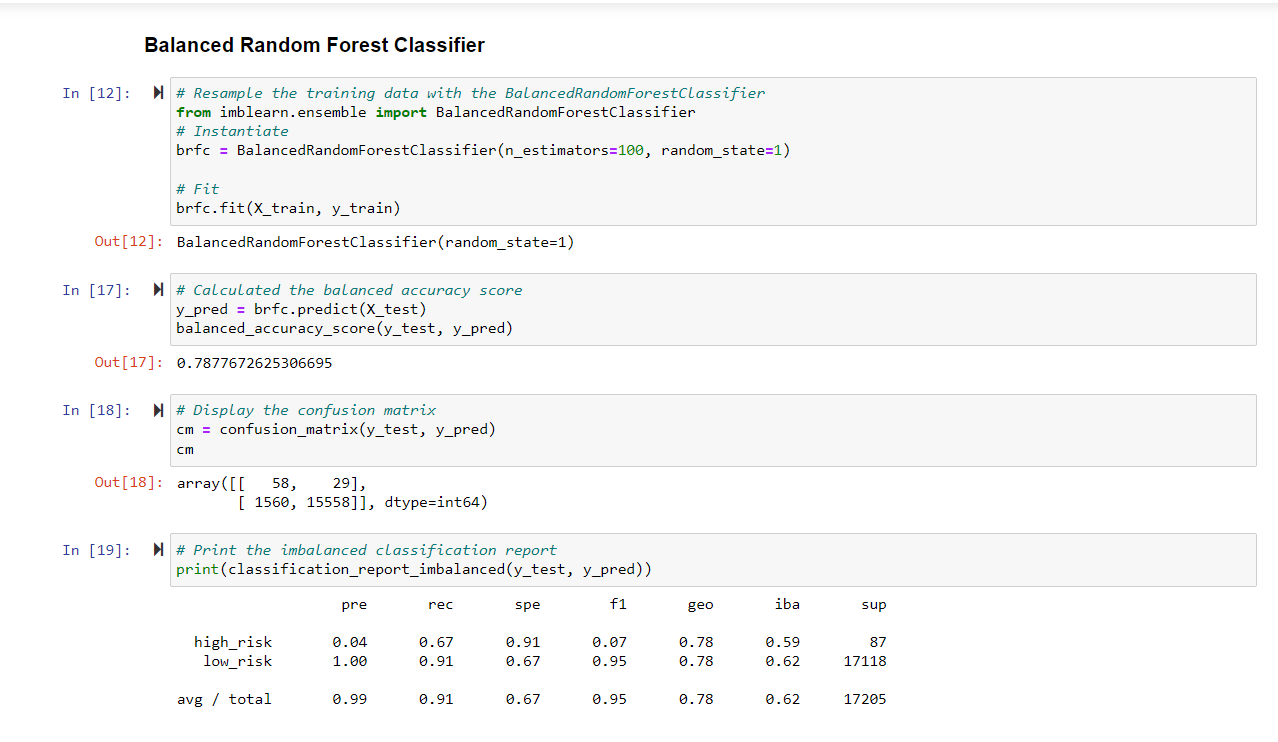 Balanced Random Forest Classifier
In [12]:
# Resample the training data with the BalancedRandomForestClassifier
from imblearn.ensemble import BalancedRandomForestClassifier
# Instantiate
brfc = BalancedRandomForestClassifier(n_estimators=100, random_state=1)
# Fit
brfc.fit(X_train, y_train)
Out[12]: BalancedRandomForestClassifier(random_state=1)
In [17]:
# Calculated the balanced accuracy score
y_pred = brfc.predict(X_test)
balanced_accuracy_score(y_test, y_pred)
Out[17]: 0.7877672625306695
In [18]:
# Display the confusion matrix
cm = confusion_matrix(y_test, y_pred)
cm
Out[18]: array([[   58,    29],
       [ 1560, 15558]], dtype=int64)
In [19]:
# Print the imbalanced classification report
print(classification_report_imbalanced(y_test, y_pred))
pre rec spe f1 geo iba sup
high_risk 0.04 0.67 0.91 0.07 0.78 0.59 87
low_risk 1.00 0.91 0.67 0.95 0.78 0.62 17118
avg / total 0.99 0.91 0.67 0.95 0.78 0.62 17205